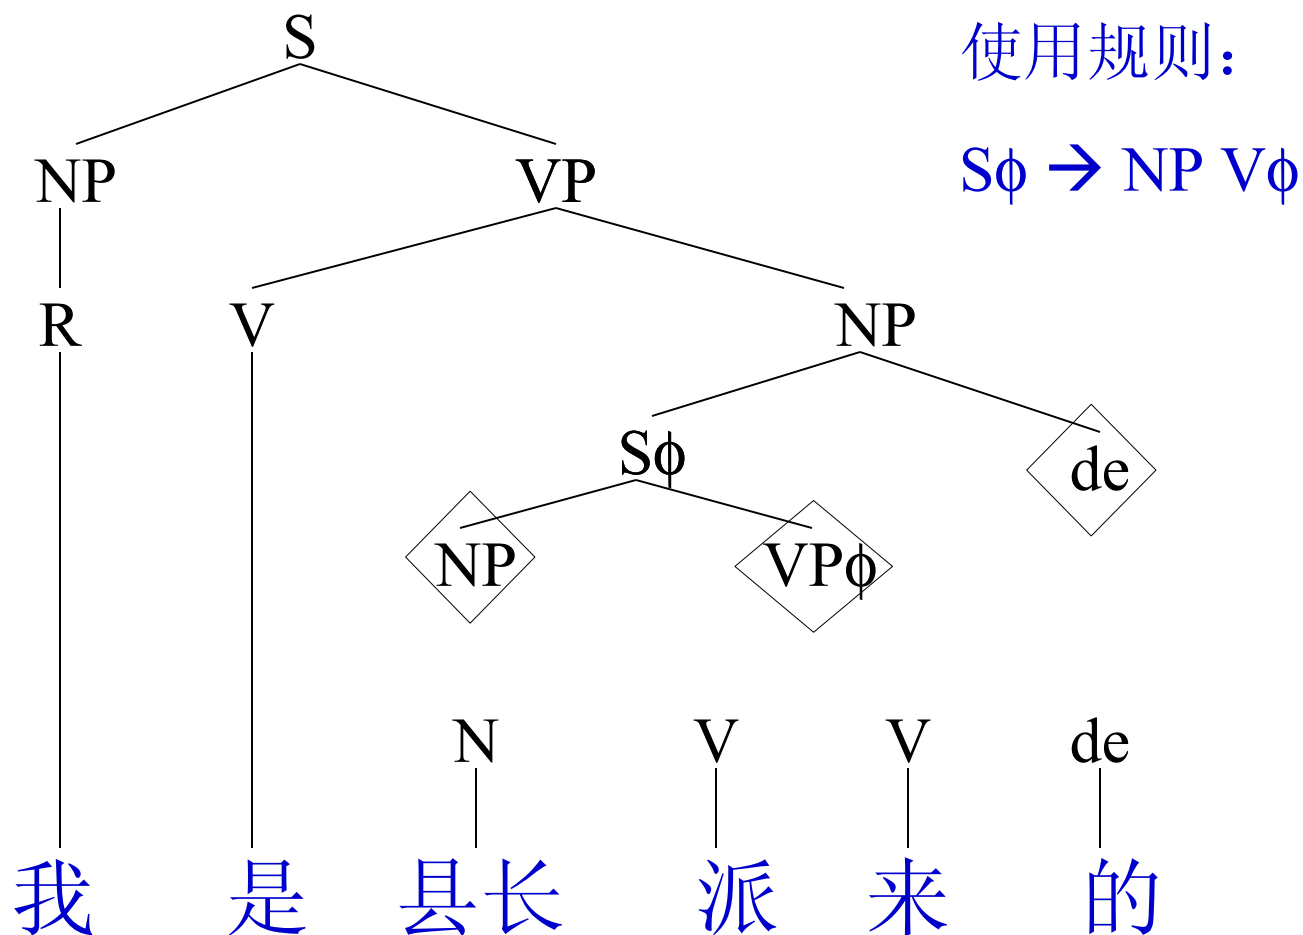 S
使用规则：
NP VP
Sϕ → NP Vϕ
R V NP
Sϕ de
NP VPϕ
N V V de
我 是 县长 派 来 的